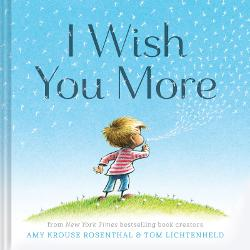 I Wish
You More
from New York Times bestselling book creators
AMY KROUSE ROSENTHAL & TOM LICHTENHELD